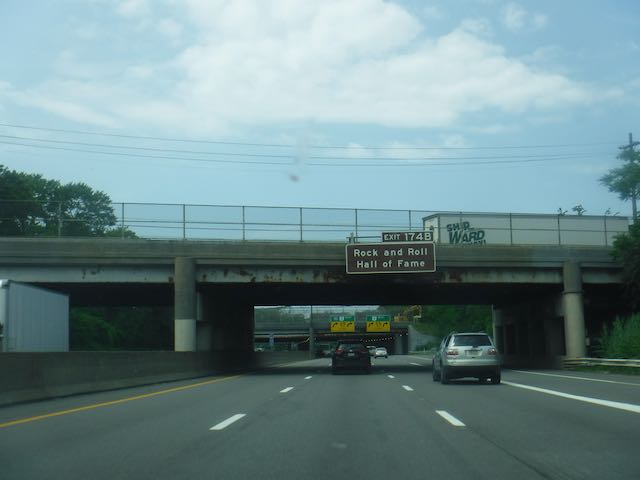 EXIT 174B
Rock and Roll
Hall of Fame
SHIP
WARD